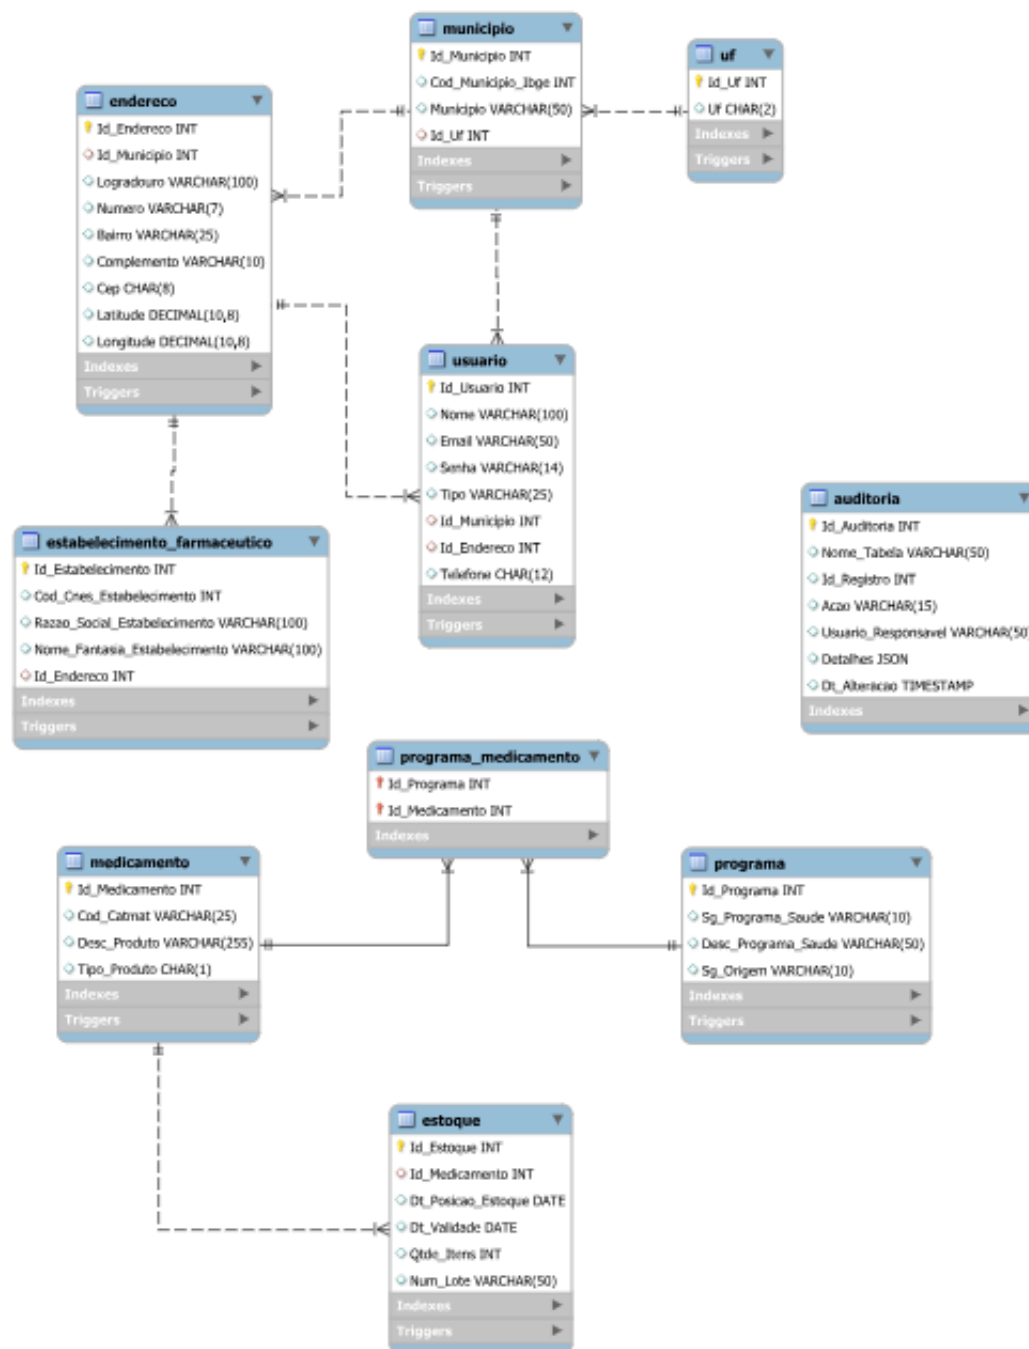 municipio
Id_Municipio INT
Cod_Municipio_Ibge INT
Municipio VARCHAR(50)
Id_Uf INT
Indexes
Triggers
uf
Id_Uf INT
Uf CHAR(2)
Indexes
Triggers
endereco
Id_Endereco INT
Id_Municipio INT
Logradouro VARCHAR(100)
Numero VARCHAR(7)
Bairro VARCHAR(25)
Complemento VARCHAR(10)
Cep CHAR(8)
Latitude DECIMAL(10,8)
Longitude DECIMAL(10,8)
Indexes
Triggers
usuario
Id_Usuario INT
Nome VARCHAR(100)
Email VARCHAR(50)
Senha VARCHAR(14)
Tipo VARCHAR(25)
Id_Municipio INT
Id_Endereco INT
Telefone CHAR(12)
Indexes
Triggers
auditoria
Id_Auditoria INT
Nome_Tabela VARCHAR(50)
Id_Registro INT
Acao VARCHAR(15)
Usuario_Responsavel VARCHAR(50)
Detalhes JSON
Dt_Alteracao TIMESTAMP
Indexes
estabelecimento_farmaceutico
Id_Estabelecimento INT
Cod_Cnes_Estabelecimento INT
Razao_Social_Estabelecimento VARCHAR(100)
Nome_Fantasia_Estabelecimento VARCHAR(100)
Id_Endereco INT
Indexes
Triggers
programa_medicamento
Id_Programa INT
Id_Medicamento INT
Indexes
medicamento
Id_Medicamento INT
Cod_Catmat VARCHAR(25)
Desc_Produto VARCHAR(255)
Tipo_Produto CHAR(1)
Indexes
Triggers
programa
Id_Programa INT
Sg_Programa_Saude VARCHAR(10)
Desc_Programa_Saude VARCHAR(50)
Sg_Origem VARCHAR(10)
Indexes
Triggers
estoque
Id_Estoque INT
Id_Medicamento INT
Dt_Posicao_Estoque DATE
Dt_Validade DATE
Qtde_Itens INT
Num_Lote VARCHAR(50)
Indexes
Triggers